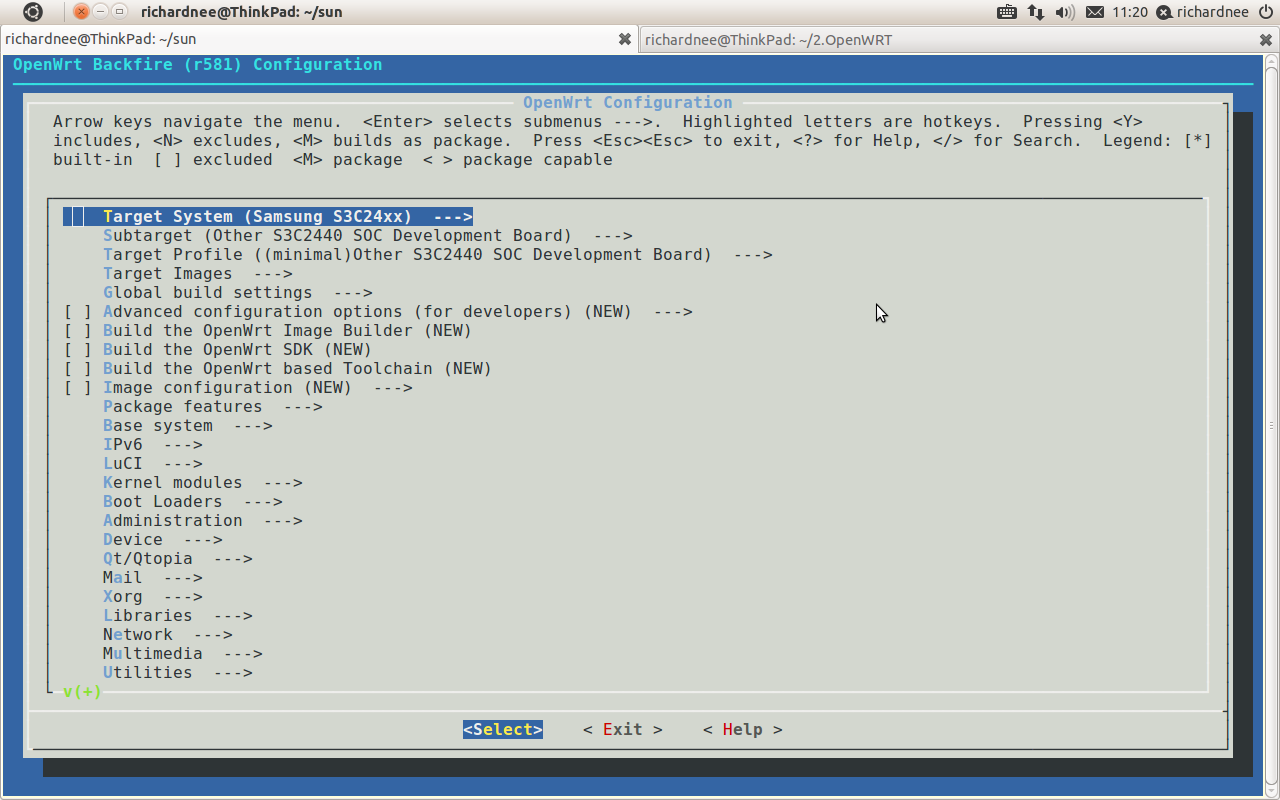 richardnee@ThinkPad: ~/sun 11:20 richardnee
richardnee@ThinkPad: ~/sun richardnee@ThinkPad: ~/2.OpenWRT
OpenWrt Backfire (r581) Configuration
OpenWrt Configuration
Arrow keys navigate the menu.  <Enter> selects submenus --->.  Highlighted letters are hotkeys.  Pressing <Y>
includes, <N> excludes, <M> builds as package.  Press <Esc><Esc> to exit, <?> for Help, </> for Search.  Legend: [*]
built-in  [ ] excluded  <M> package  < > package capable
Target System (Samsung S3C24xx)  --->
Subtarget (Other S3C2440 SOC Development Board)  --->
Target Profile ((minimal)Other S3C2440 SOC Development Board)  --->
Target Images  --->
Global build settings  --->
[ ] Advanced configuration options (for developers) (NEW)  --->
[ ] Build the OpenWrt Image Builder (NEW)
[ ] Build the OpenWrt SDK (NEW)
[ ] Build the OpenWrt based Toolchain (NEW)
[ ] Image configuration (NEW)  --->
Package features  --->
Base system  --->
IPv6  --->
LuCI  --->
Kernel modules  --->
Boot Loaders  --->
Administration  --->
Device  --->
Qt/Qtopia  --->
Mail  --->
Xorg  --->
Libraries  --->
Network  --->
Multimedia  --->
Utilities  --->
v(+)
<Select>    < Exit >    < Help >